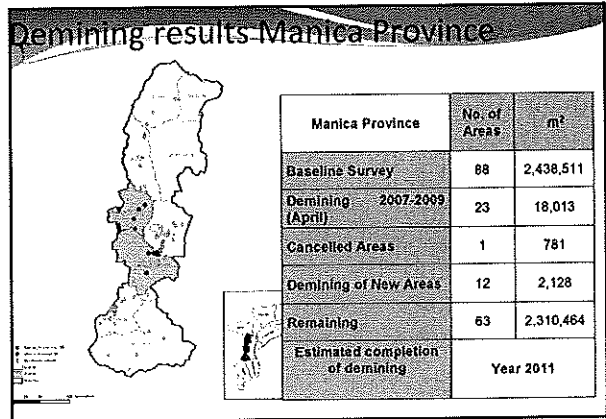 Demining results Manica Province
Manica Province
No. of
Areas
m²
Baseline Survey
88
2,438,511
Demining 2007-2009
(April)
23
18,013
Cancelled Areas
1
781
Demining of New Areas
12
2,128
Remaining
63
2,310,464
Estimated completion
of demining
Year 2011